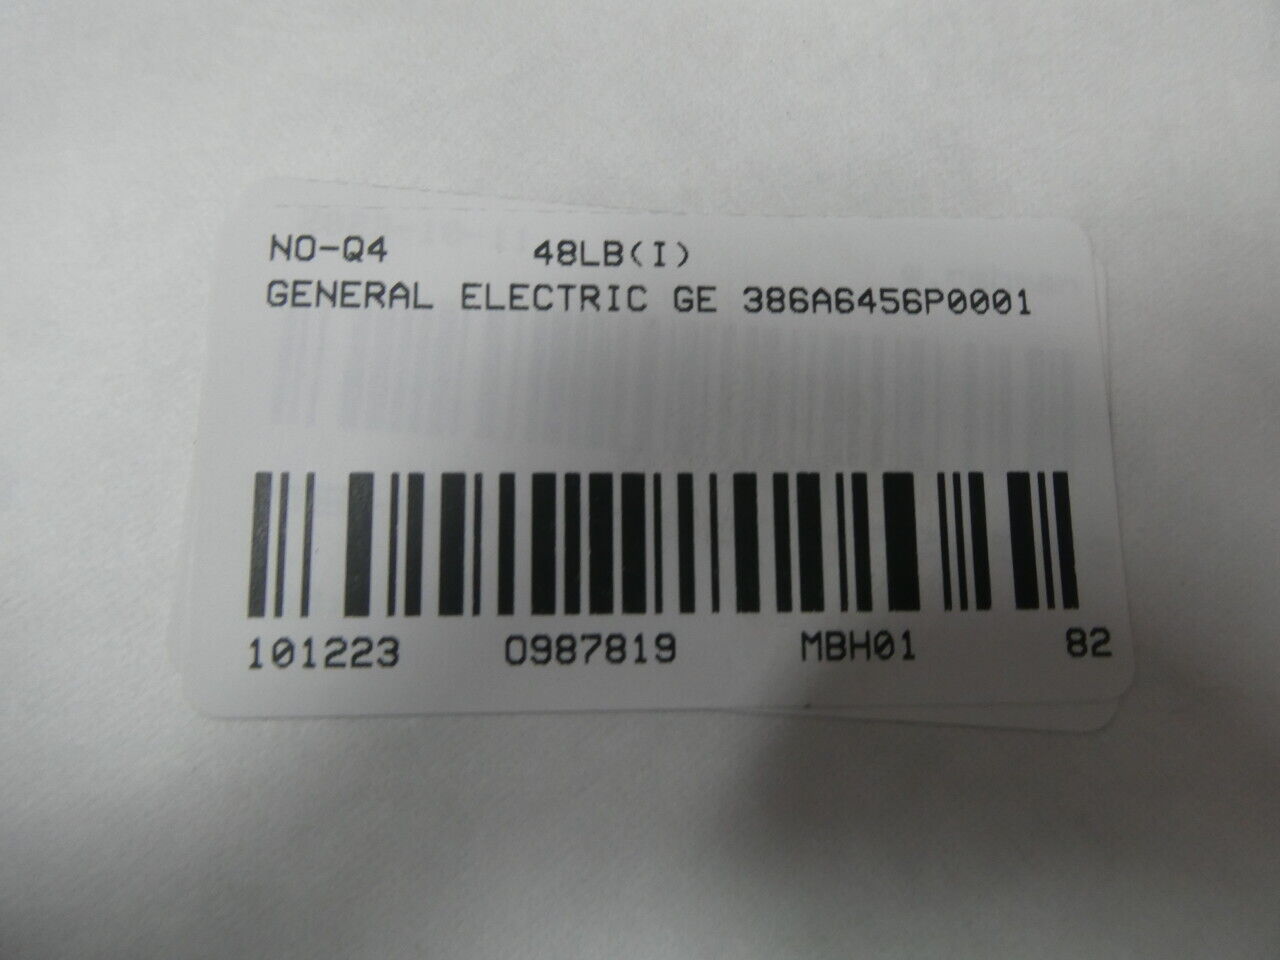 NO-Q4 48LB(I)
GENERAL ELECTRIC GE 386A6456P0001
101223 0987819 MBH01 82